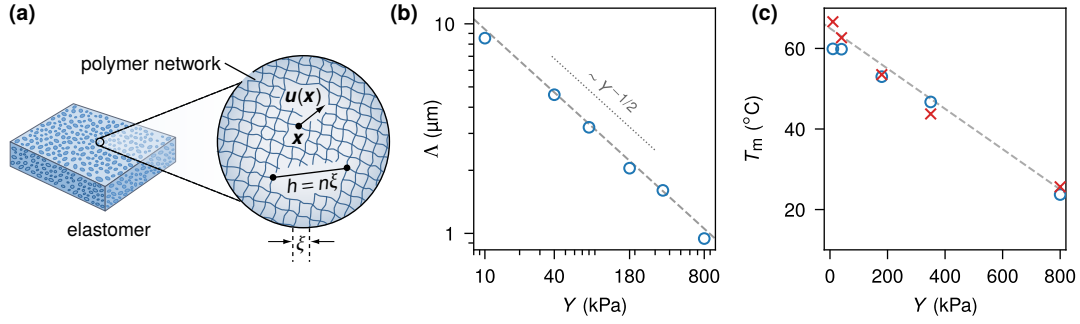 (a)
polymer network
u(x)
x
h = nξ
elastomer
ξ
(b)
Λ (μm)
10
1
~ Y^−1/2
10
40
180
800
Y (kPa)
(c)
Tm (°C)
60
40
20
0
200
400
600
800
Y (kPa)